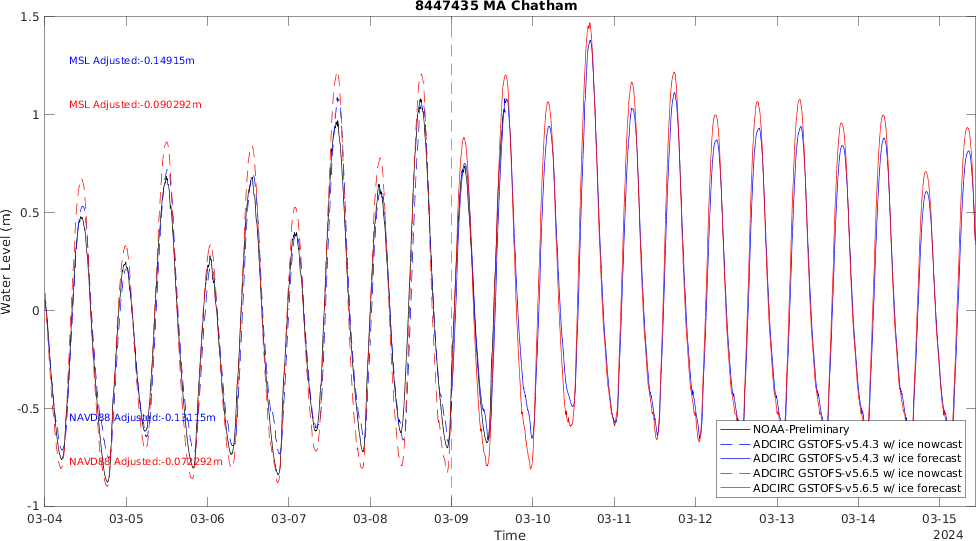 8447435 MA Chatham
1.5
MSL Adjusted:-0.14915m
MSL Adjusted:-0.090292m
1
0.5
Water Level (m)
0
-0.5
NAVD88 Adjusted:-0.13115m
NAVD88 Adjusted:-0.072292m
-1
NOAA-Preliminary
ADCIRC GSTOFS-v5.4.3 w/ ice nowcast
ADCIRC GSTOFS-v5.4.3 w/ ice forecast
ADCIRC GSTOFS-v5.6.5 w/ ice nowcast
ADCIRC GSTOFS-v5.6.5 w/ ice forecast
03-04 03-05 03-06 03-07 03-08 03-09 03-10 03-11 03-12 03-13 03-14 03-15
Time
2024